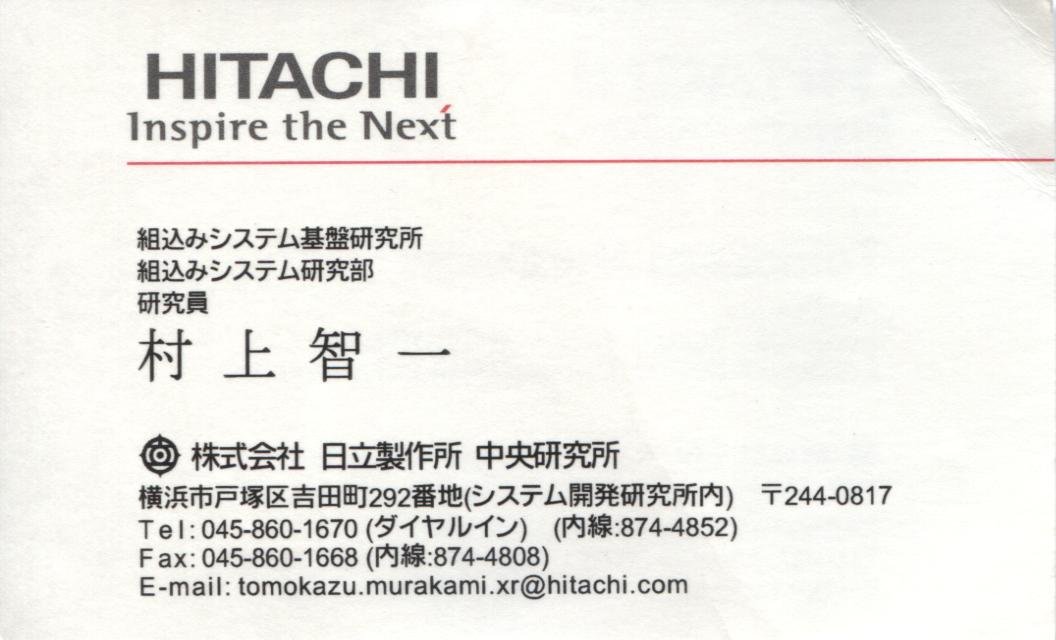 HITACHI
Inspire the Next
組込みシステム基盤研究所
組込みシステム研究部
研究員
村上智一
株式会社 日立製作所 中央研究所
横浜市戸塚区吉田町292番地(システム開発研究所内) 〒244-0817
Tel: 045-860-1670 (ダイヤルイン) (内線:874-4852)
Fax: 045-860-1668 (内線:874-4808)
E-mail: tomokazu.murakami.xr@hitachi.com